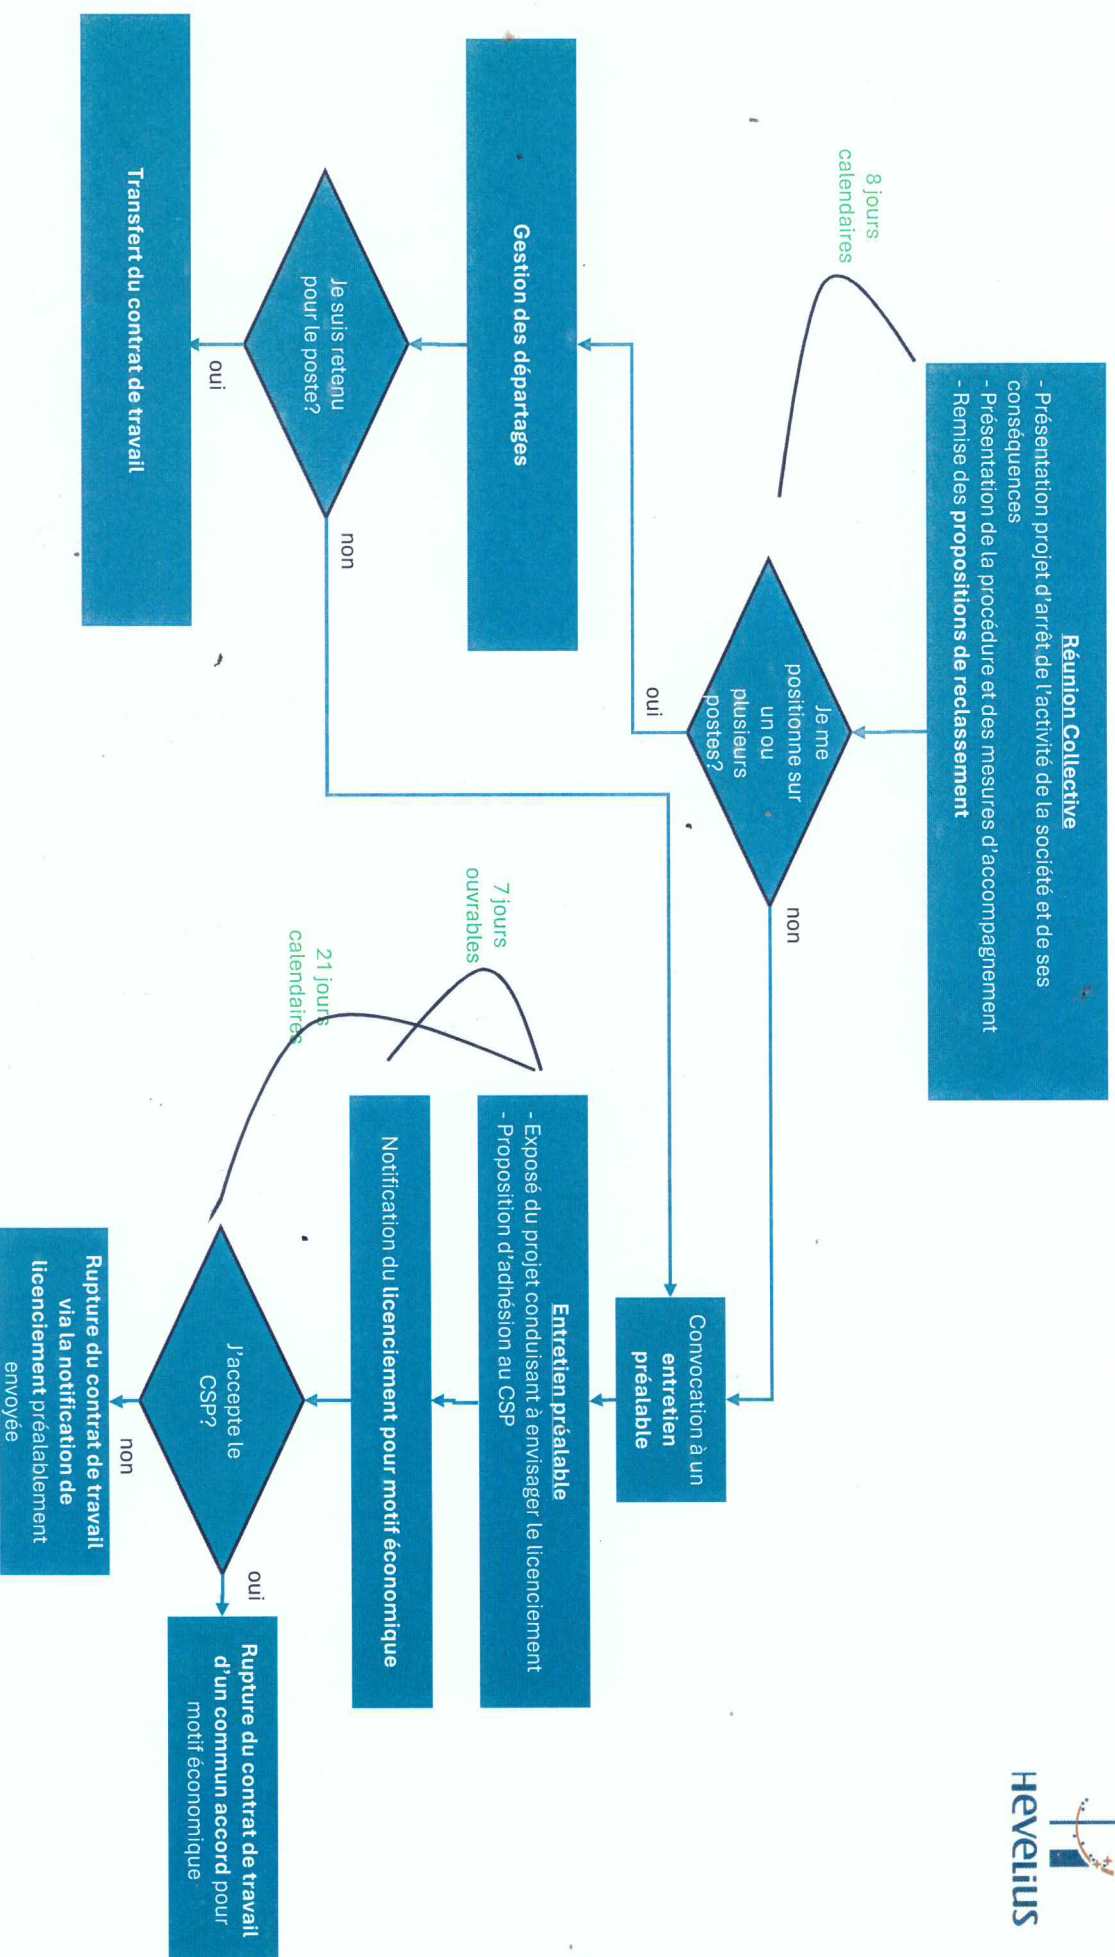 HEVELIUS
Réunion Collective
- Présentation projet d'arrêt de l'activité de la société et de ses
conséquences
- Présentation de la procédure et des mesures d'accompagnement
- Remise des propositions de reclassement
8 jours
calendaires
Je me
positionne sur
un ou
plusieurs
postes?
non
oui
Gestion des départages
Je suis retenu
pour le poste?
non
oui
Transfert du contrat de travail
Convocation à un
entretien
préalable
Entretien préalable
- Exposé du projet conduisant à envisager le licenciement
- Proposition d'adhésion au CSP
7 jours
ouvrables
Notification du licenciement pour motif économique
21 jours
calendaires
J'accepte le
CSP?
oui
non
Rupture du contrat de travail
d'un commun accord pour
motif économique
Rupture du contrat de travail
via la notification de
licenciement préalablement
envoyée